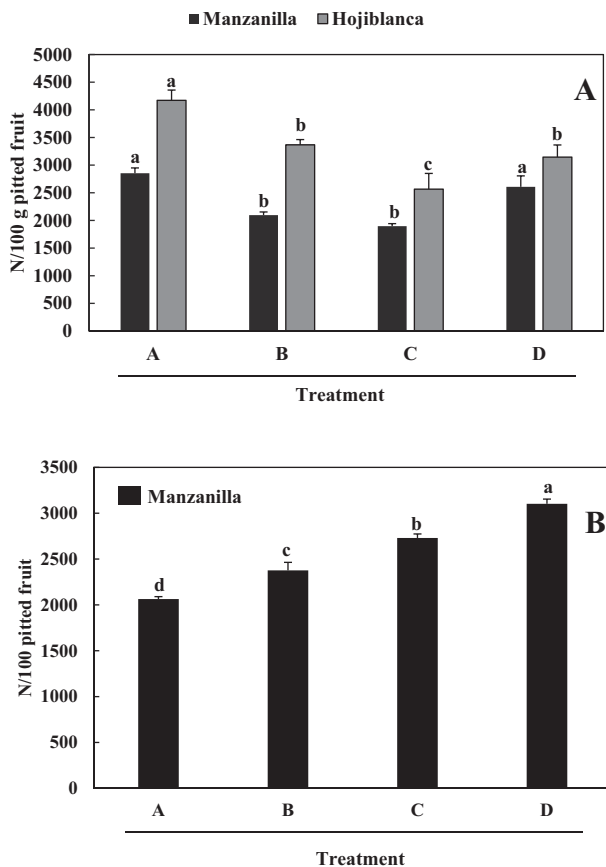 Manzanilla Hojiblanca
N/100 g pitted fruit
5000
4500
4000
3500
3000
2500
2000
1500
1000
500
0
A
a
a
b
b
b
c
a
b
A B C D
Treatment
N/100 pitted fruit
3500
3000
2500
2000
1500
1000
500
0
Manzanilla
B
d
c
b
a
A B C D
Treatment